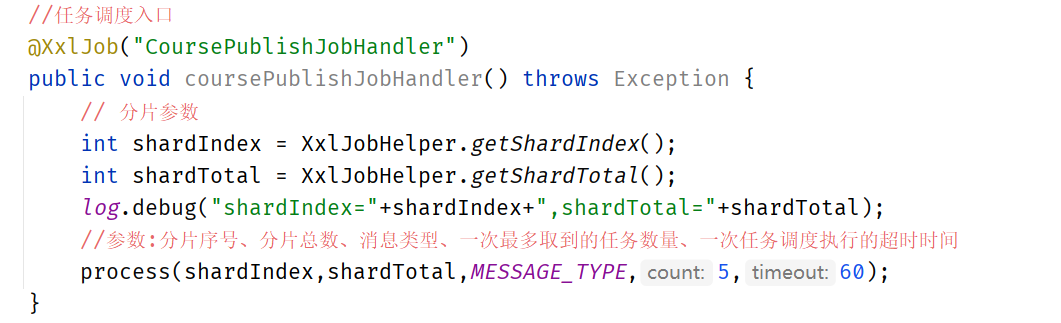 //任务调度入口
@XxlJob("CoursePublishJobHandler")
public void coursePublishJobHandler() throws Exception {
// 分片参数
int shardIndex = XxlJobHelper.getShardIndex();
int shardTotal = XxlJobHelper.getShardTotal();
log.debug("shardIndex="+shardIndex+",shardTotal="+shardTotal);
//参数:分片序号、分片总数、消息类型、一次最多取到的任务数量、一次任务调度执行的超时时间
process(shardIndex,shardTotal,MESSAGE_TYPE, count: 5, timeout: 60);
}